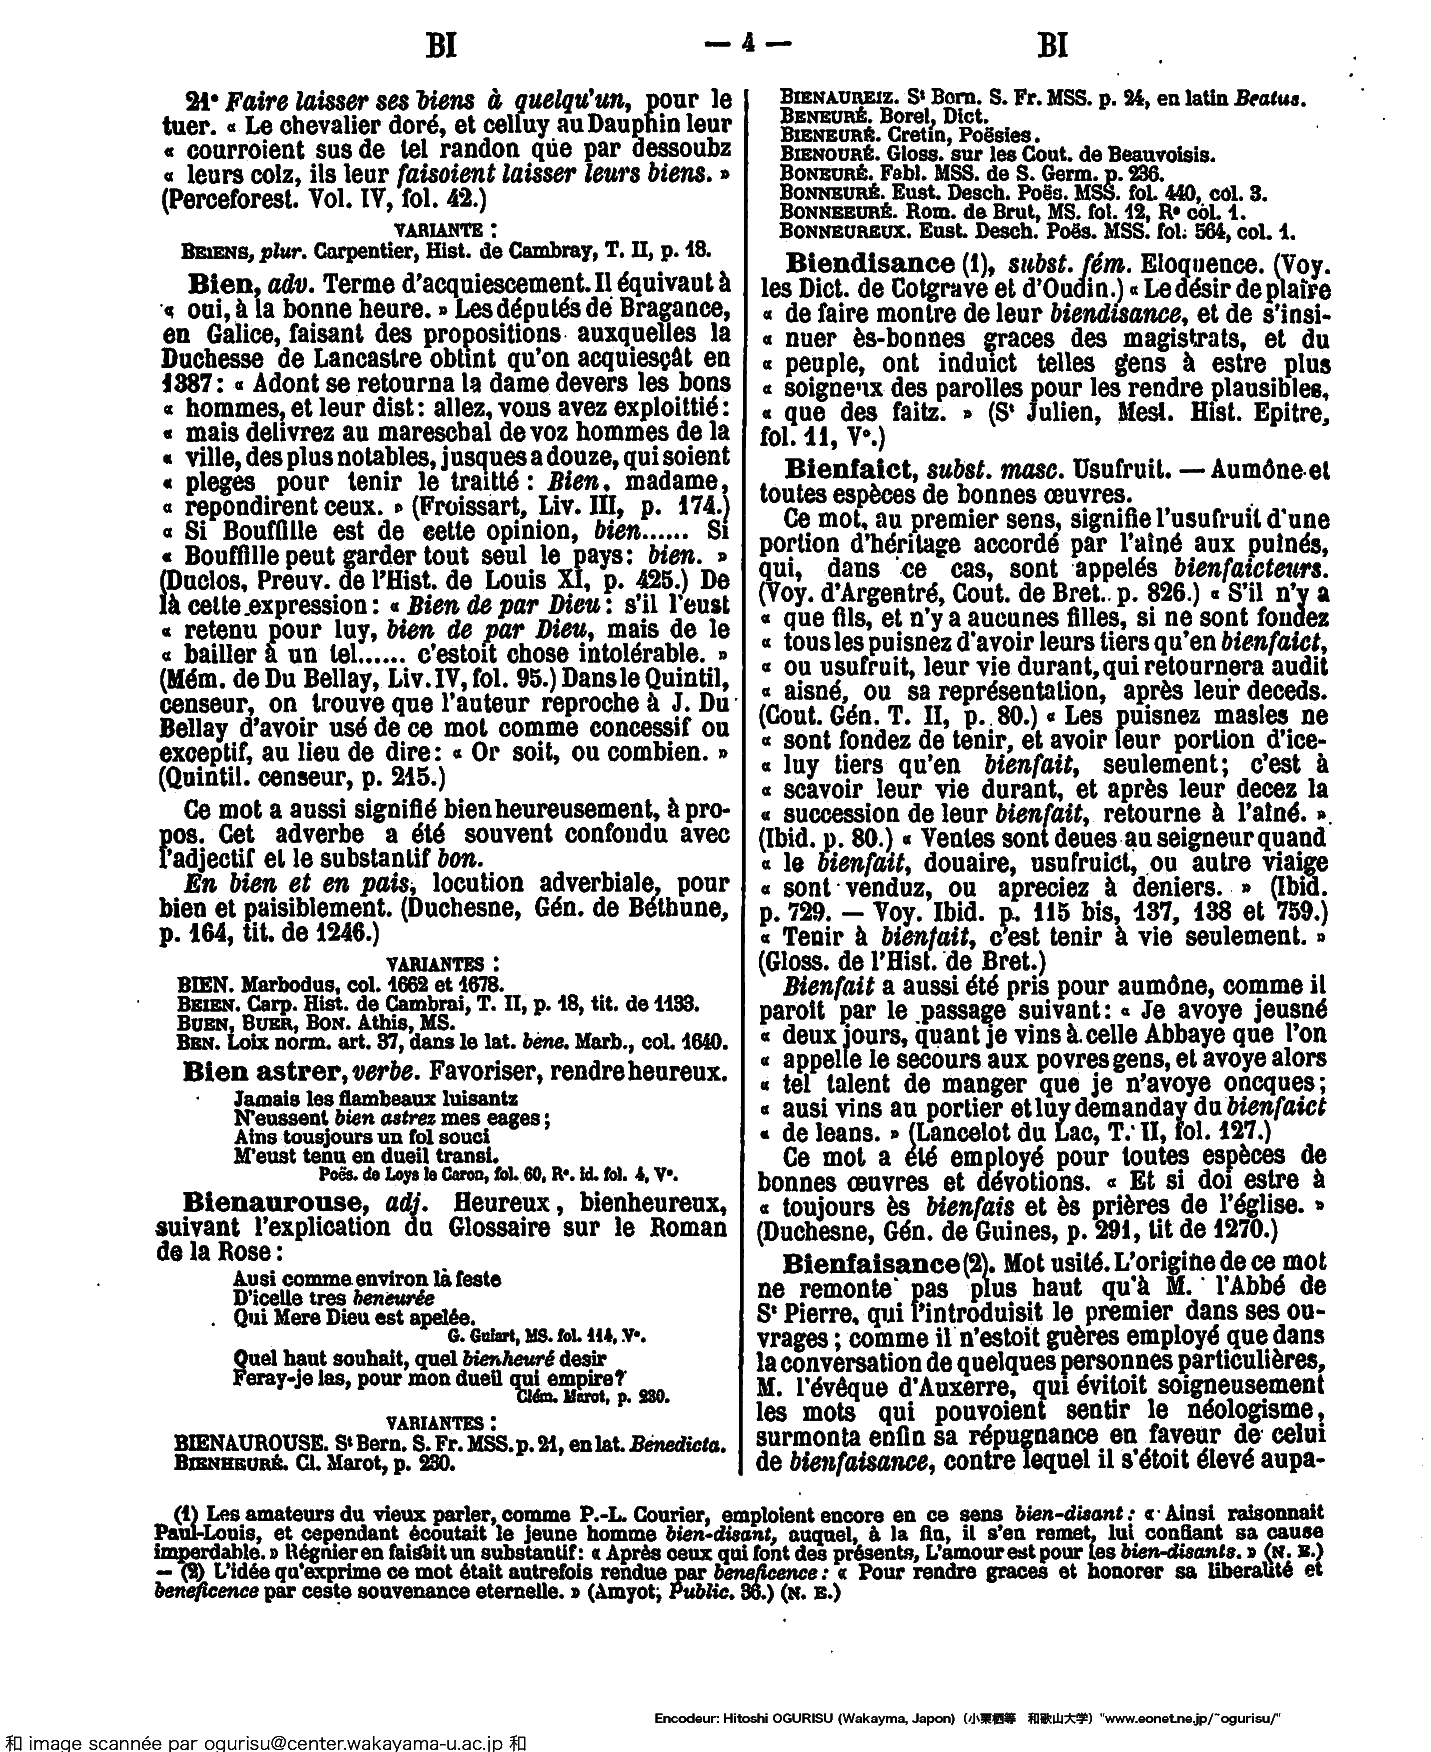 BI — 4 — BI
21° Faire laisser ses biens à quelqu'un, pour le
tuer. « Le chevalier doré, et celluy au Dauphin leur
« courroient sus de tel randon que par dessoubz
« leurs colz, ils leur faisoient laisser leurs biens. »
(Perceforest. Vol. IV, fol. 42.)
VARIANTE :
BEIENS, plur. Carpentier, Hist. de Cambray, T. II, p. 18.
Bien, adv. Terme d'acquiescement. Il équivaut à
« oui, à la bonne heure. » Les députés de Bragance,
en Galice, faisant des propositions auxquelles la
Duchesse de Lancastre obtint qu'on acquiesçât en
1387 : « Adont se retourna la dame devers les bons
« hommes, et leur dist : allez, vous avez exploittié :
« mais delivrez au mareschal de voz hommes de la
« ville, des plus notables, jusques a douze, qui soient
« pleges pour tenir le traitté : Bien, madame,
« repondirent ceux. » (Froissart, Liv. III, p. 174.)
« Si Bouffille est de cette opinion, bien...... Si
« Bouffille peut garder tout seul le pays : bien. »
(Duclos, Preuv. de l'Hist. de Louis XI, p. 425.) De
là cette expression : « Bien de par Dieu : s'il l'eust
« retenu pour luy, bien de par Dieu, mais de le
« bailler à un tel...... c'estoit chose intolérable. »
(Mém. de Du Bellay, Liv. IV, fol. 95.) Dans le Quintil,
censeur, on trouve que l'auteur reproche à J. Du
Bellay d'avoir usé de ce mot comme concessif ou
exceptif, au lieu de dire : « Or soit, ou combien. »
(Quintil. censeur, p. 215.)
Ce mot a aussi signifié bienheureusement, à pro-
pos. Cet adverbe a été souvent confondu avec
l'adjectif et le substantif bon.
En bien et en pais, locution adverbiale, pour
bien et paisiblement. (Duchesne, Gén. de Béthune,
p. 164, tit. de 1246.)
VARIANTES :
BIEN. Marbodus, col. 1662 et 1678.
BEIEN. Carp. Hist. de Cambrai, T. II, p. 18, tit. de 1133.
BUEN, BUER, BON. Athis, MS.
BEN. Loix norm. art. 37, dans le lat. bène. Marb., col. 1640.
Bien astrer, verbe. Favoriser, rendre heureux.
Jamais les flambeaux luisantz
N'eussent bien astrez mes eages ;
Ains tousjours un fol souci
M'eust tenu en dueil transi.
Poës. de Loys le Caron, fol. 60, R°. id. fol. 4, V°.
Bienaurouse, adj. Heureux, bienheureux,
suivant l'explication du Glossaire sur le Roman
de la Rose :
Ausi comme environ là feste
D'icelle tres beneurée
Qui Mere Dieu est apelée.
G. Guiart, MS. fol. 114, V°.
Quel haut souhait, quel bienheuré desir
Feray-je las, pour mon dueil qui empire?
Clém. Marot, p. 230.
VARIANTES :
BIENAUROUSE. St Bern. S. Fr. MSS. p. 21, en lat. Benedicta.
BIENHEURÉ. Cl. Marot, p. 230.
BIENAUREIZ. St Born. S. Fr. MSS. p. 24, en latin Beatus.
BENEURÉ. Borel, Dict.
BIENEURÉ. Cretin, Poësies.
BIENOURÉ. Gloss. sur les Cout. de Beauvoisis.
BONEURÉ. Fabl. MSS. de S. Germ. p. 236.
BONNEURÉ. Eust. Desch. Poës. MSS. fol. 440, col. 3.
BONNEEURÉ. Rom. de Brut, MS. fol. 12, R° col. 1.
BONNEUREUX. Eust. Desch. Poës. MSS. fol. 564, col. 1.
Biendisance (1), subst. fém. Eloquence. (Voy.
les Dict. de Cotgrave et d'Oudin.) « Le désir de plaire
« de faire montre de leur biendisance, et de s'insi-
« nuer ès-bonnes graces des magistrats, et du
« peuple, ont induict telles gens à estre plus
« soigneux des parolles pour les rendre plausibles,
« que des faitz. » (St Julien, Mesl. Hist. Epitre,
fol. 11, V°.)
Bienfaict, subst. masc. Usufruit. — Aumône et
toutes espèces de bonnes œuvres.
Ce mot, au premier sens, signifie l'usufruit d'une
portion d'héritage accordé par l'aîné aux puînés,
qui, dans ce cas, sont appelés bienfaicteurs.
(Voy. d'Argentré, Cout. de Bret. p. 826.) « S'il n'y a
« que fils, et n'y a aucunes filles, si ne sont fondez
« tous les puisnez d'avoir leurs tiers qu'en bienfaict,
« ou usufruit, leur vie durant, qui retournera audit
« aisné, ou sa représentation, après leur deceds.
(Cout. Gén. T. II, p. 80.) « Les puisnez masles ne
« sont fondez de tenir, et avoir leur portion d'ice-
« luy tiers qu'en bienfait, seulement ; c'est à
« scavoir leur vie durant, et après leur decez la
« succession de leur bienfait, retourne à l'aîné. »
(Ibid. p. 80.) « Ventes sont deues au seigneur quand
« le bienfait, douaire, usufruict, ou autre viaige
« sont venduz, ou apreciez à deniers. » (Ibid.
p. 729. — Voy. Ibid. p. 115 bis, 137, 138 et 759.)
« Tenir à bienfait, c'est tenir à vie seulement. »
(Gloss. de l'Hist. de Bret.)
Bienfait a aussi été pris pour aumône, comme il
paroit par le passage suivant : « Je avoye jeusné
« deux jours, quant je vins à celle Abbaye que l'on
« appelle le secours aux povres gens, et avoye alors
« tel talent de manger que je n'avoye oncques ;
« ausi vins au portier et luy demanday du bienfaict
« de leans. » (Lancelot du Lac, T. II, fol. 127.)
Ce mot a été employé pour toutes espèces de
bonnes œuvres et dévotions. « Et si doi estre à
« toujours ès bienfais et ès prières de l'église. »
(Duchesne, Gén. de Guines, p. 291, tit de 1270.)
Bienfaisance (2). Mot usité. L'origine de ce mot
ne remonte pas plus haut qu'à M. l'Abbé de
St Pierre, qui l'introduisit le premier dans ses ou-
vrages ; comme il n'estoit guères employé que dans
la conversation de quelques personnes particulières,
M. l'évêque d'Auxerre, qui évitoit soigneusement
les mots qui pouvoient sentir le néologisme,
surmonta enfin sa répugnance en faveur de celui
de bienfaisance, contre lequel il s'étoit élevé aupa-
(1) Les amateurs du vieux parler, comme P.-L. Courier, emploient encore en ce sens bien-disant : « Ainsi raisonnait
Paul-Louis, et cependant écoutait le jeune homme bien-disant, auquel, à la fin, il s'en remet, lui confiant sa cause
imperdable. » Régnier en faisait un substantif : « Après ceux qui font des présents, L'amour est pour les bien-disants. » (N. E.)
— (2) L'idée qu'exprime ce mot était autrefois rendue par beneficence : « Pour rendre graces et honorer sa liberalité et
beneficence par ceste souvenance eternelle. » (Amyot, Public. 36.) (N. E.)
Encodeur: Hitoshi OGURISU (Wakayma, Japon) (小栗栖等 和歌山大学) "www.eonet.ne.jp/~ogurisu/"
和 image scannée par ogurisu@center.wakayama-u.ac.jp 和